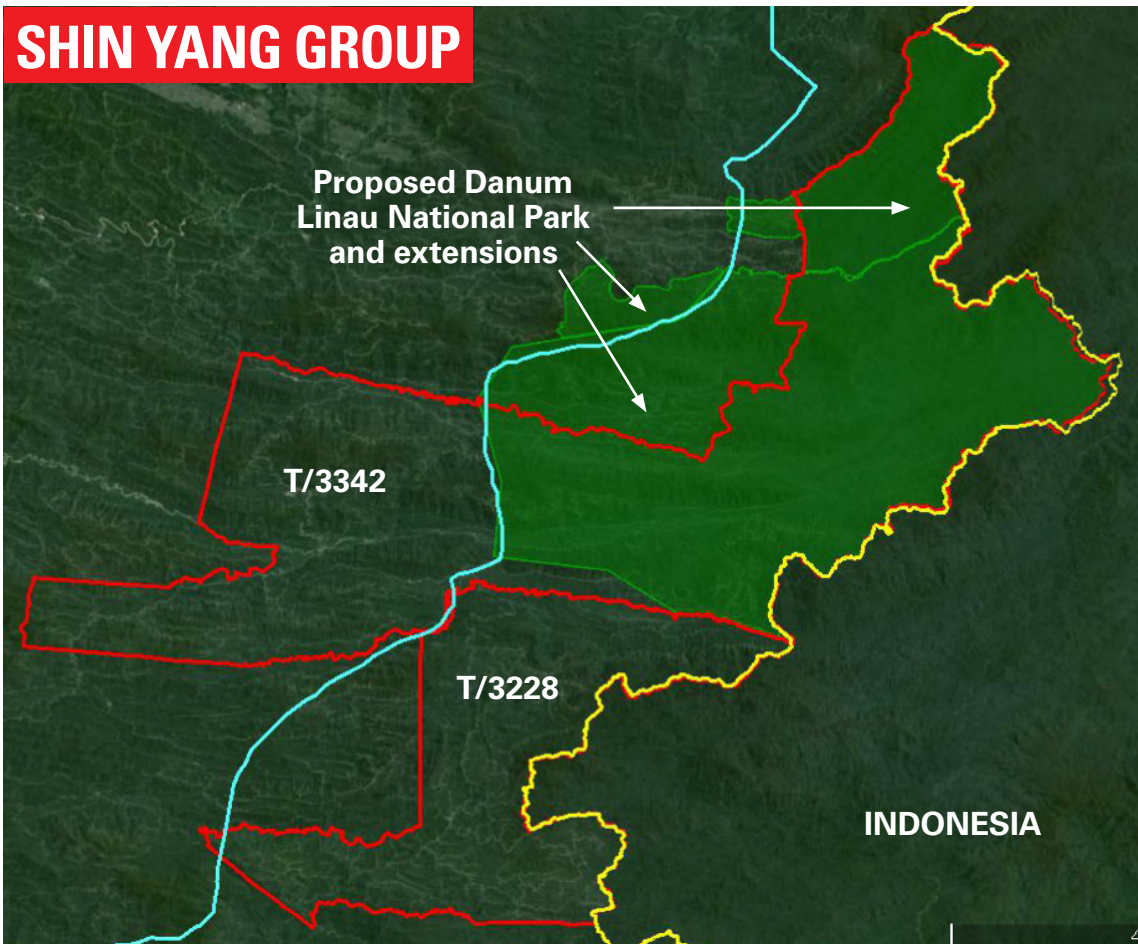 SHIN YANG GROUP
Proposed Danum
Linau National Park
and extensions
T/3342
T/3228
INDONESIA